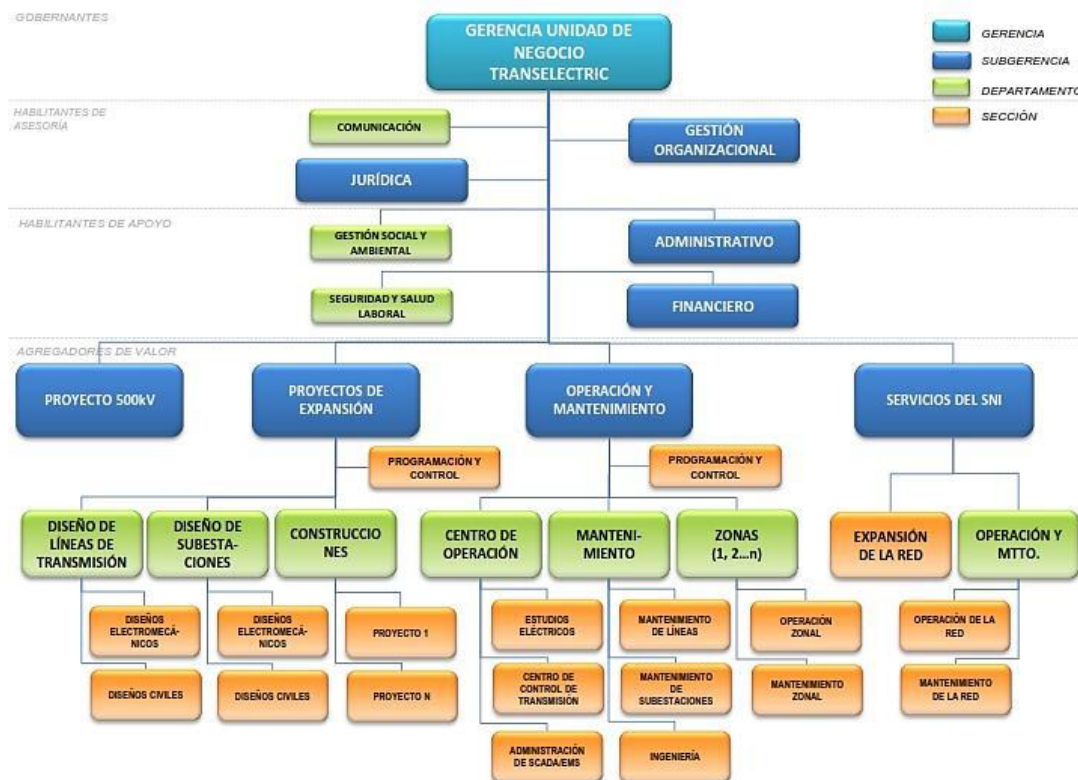 GOBERNANTES
GERENCIA UNIDAD DE
NEGOCIO
TRANSELECTRIC
GERENCIA
SUBGERENCIA
DEPARTAMENTO
SECCIÓN
HABILITANTES DE
ASESORÍA
COMUNICACIÓN
GESTIÓN
ORGANIZACIONAL
JURÍDICA
HABILITANTES DE APOYO
GESTIÓN SOCIAL Y
AMBIENTAL
ADMINISTRATIVO
SEGURIDAD Y SALUD
LABORAL
FINANCIERO
AGREGADORES DE VALOR
PROYECTO 500kV
PROYECTOS DE
EXPANSIÓN
OPERACIÓN Y
MANTENIMIENTO
SERVICIOS DEL SNI
PROGRAMACIÓN Y
CONTROL
PROGRAMACIÓN Y
CONTROL
DISEÑO DE
LÍNEAS DE
TRANSMISIÓN
DISEÑO DE
SUBESTA-
CIONES
CONSTRUCCIO
NES
CENTRO DE
OPERACIÓN
MANTENI-
MIENTO
ZONAS
(1, 2...n)
EXPANSIÓN
DE LA RED
OPERACIÓN Y
MTTO.
DISEÑOS
ELECTROMECÁ-
NICOS
DISEÑOS
ELECTROMECÁ-
NICOS
PROYECTO 1
ESTUDIOS
ELÉCTRICOS
MANTENIMIENTO
DE LÍNEAS
OPERACIÓN
ZONAL
OPERACIÓN DE LA
RED
DISEÑOS CIVILES
DISEÑOS CIVILES
PROYECTO N
CENTRO DE
CONTROL DE
TRANSMISIÓN
MANTENIMIENTO
DE
SUBESTACIONES
MANTENIMIENTO
ZONAL
MANTENIMIENTO
DE LA RED
ADMINISTRACIÓN
DE SCADA/EMS
INGENIERÍA